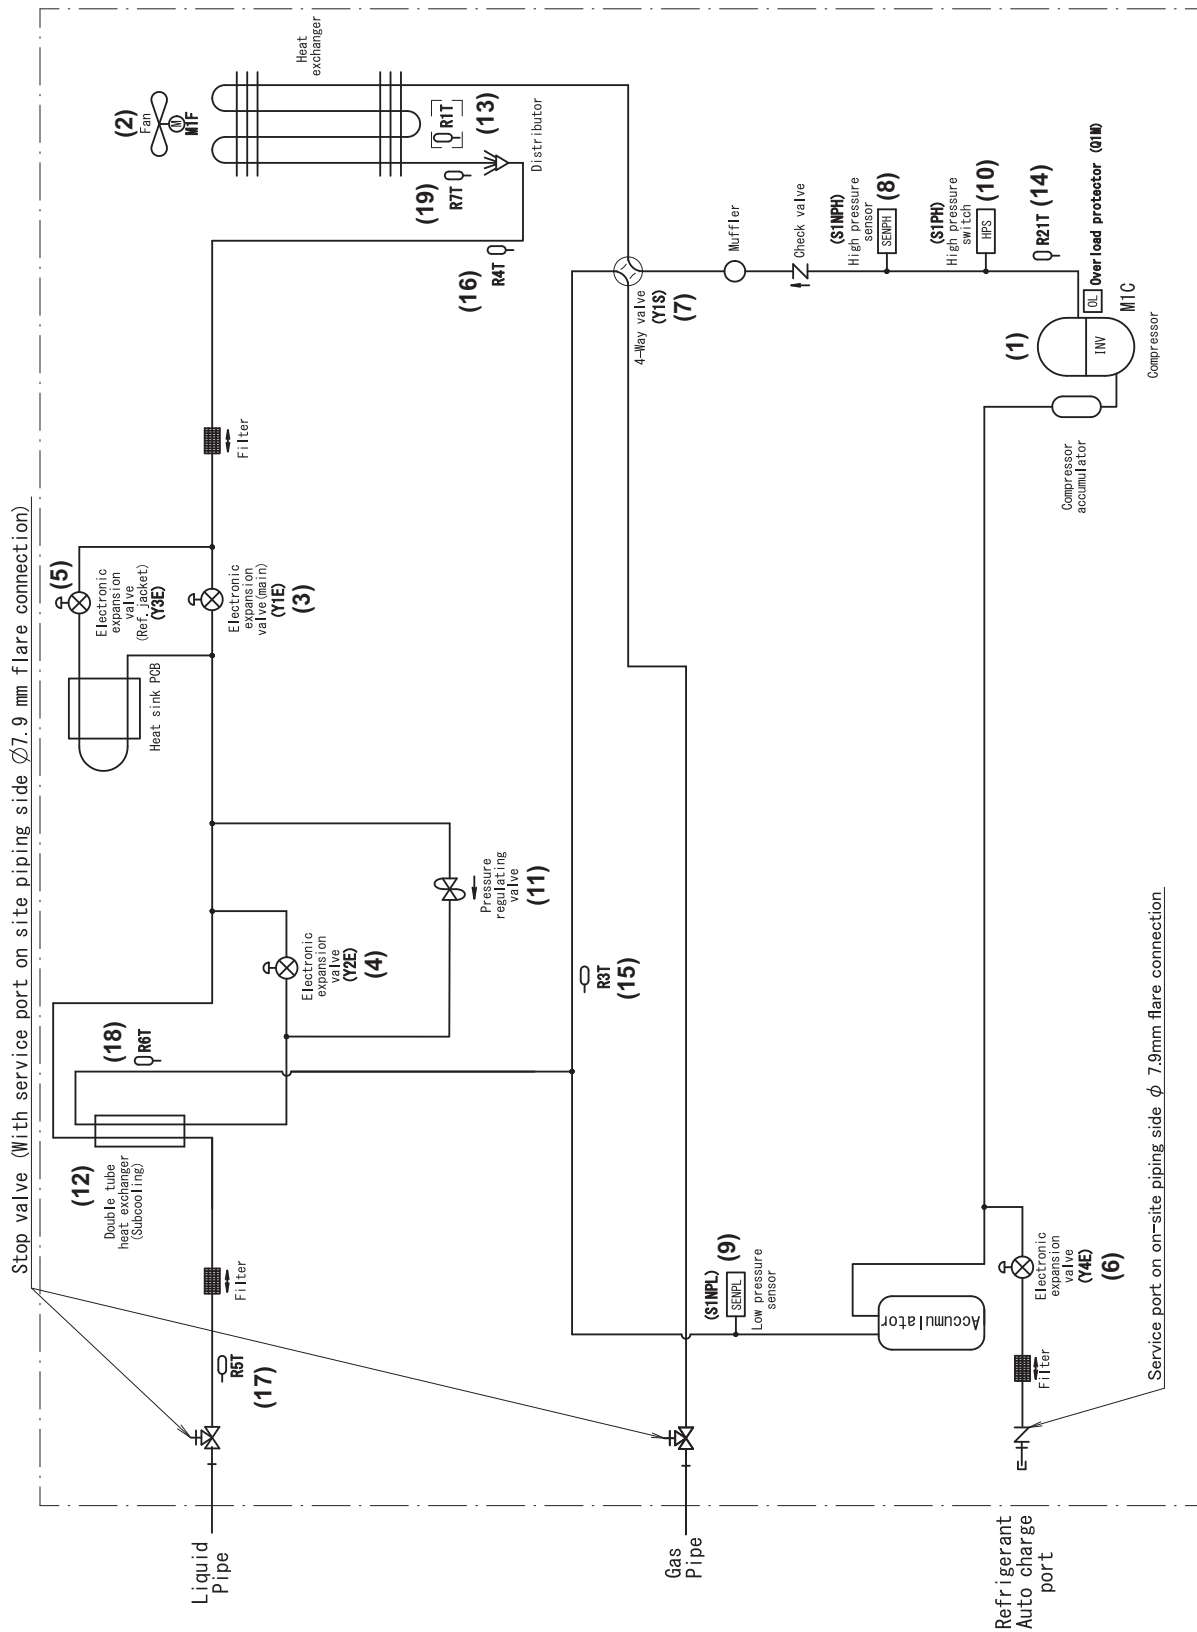 Stop valve (With service port on site piping side ∅7.9 mm flare connection)
(2)
Fan
M
M1F
Heat
exchanger
R1T
(13)
Distributor
(19)
R7T
(16)
R4T
Filter
(5)
Electronic
expansion
valve
(Ref. jacket)
(Y3E)
Electronic
expansion
valve(main)
(Y1E)
(3)
Heat sink PCB
Pressure
regulating
valve
(11)
Electronic
expansion
valve
(Y2E)
(4)
(18)
R6T
(12)
Double tube
heat exchanger
(Subcooling)
Filter
R5T
(17)
Liquid
Pipe
4-Way valve
(Y1S)
(7)
Muffler
Check valve
(S1NPH)
High pressure
sensor
SENPH
(8)
(S1PH)
High pressure
switch
HPS
(10)
R21T
(14)
OL
Overload protector (Q1M)
M1C
(1)
INV
Compressor
Compressor
accumulator
R3T
(15)
(S1NPL)
SENPL
(9)
Low pressure
sensor
Accumulator
Electronic
expansion
valve
(Y4E)
(6)
Filter
Service port on on-site piping side ϕ 7.9mm flare connection
Gas
Pipe
Refrigerant
Auto charge
port